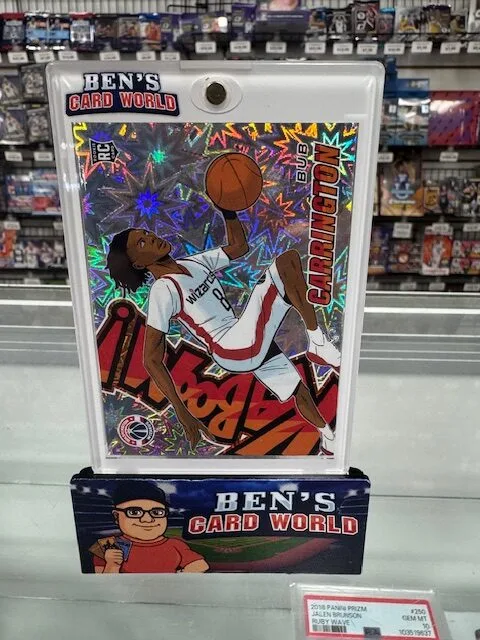 BEN'S
CARD WORLD
RC
BUB
CARRINGTON
Wizards
8
KABOOM!
BEN'S
CARD WORLD
2018 PANINI PRIZM #250
JALEN BRUNSON GEM MT
RUBY WAVE 10